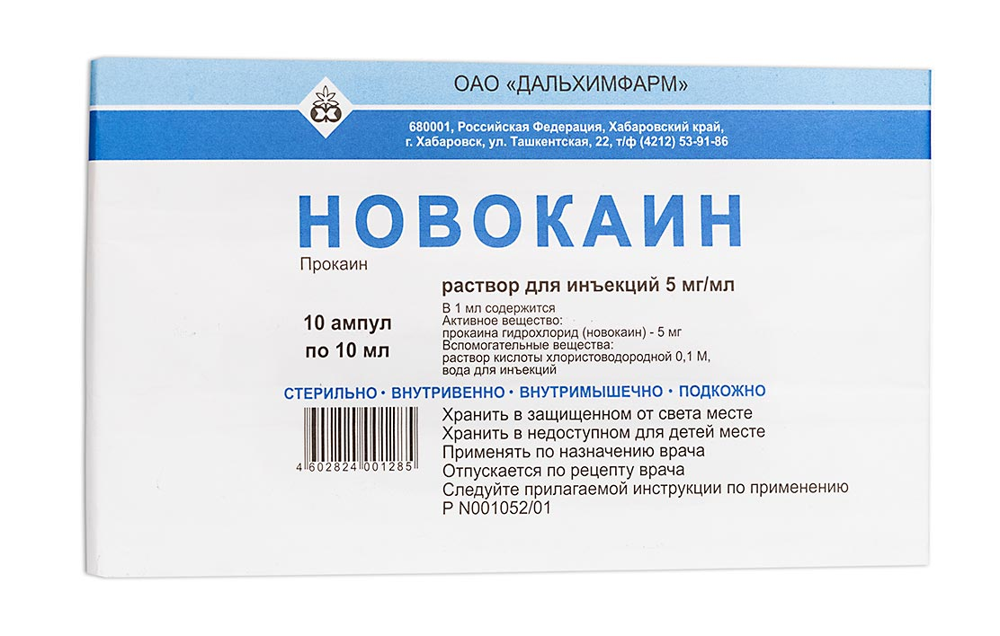 ОАО «ДАЛЬХИМФАРМ»
680001, Российская Федерация, Хабаровский край,
г. Хабаровск, ул. Ташкентская, 22, т/ф (4212) 53-91-86
НОВОКАИН
Прокаин
раствор для инъекций 5 мг/мл
10 ампул
по 10 мл
В 1 мл содержится
Активное вещество:
прокаина гидрохлорид (новокаин) - 5 мг
Вспомогательные вещества:
раствор кислоты хлористоводородной 0,1 М,
вода для инъекций
СТЕРИЛЬНО • ВНУТРИВЕННО • ВНУТРИМЫШЕЧНО • ПОДКОЖНО
Хранить в защищенном от света месте
Хранить в недоступном для детей месте
Применять по назначению врача
Отпускается по рецепту врача
Следуйте прилагаемой инструкции по применению
Р N001052/01
4 602824 001285